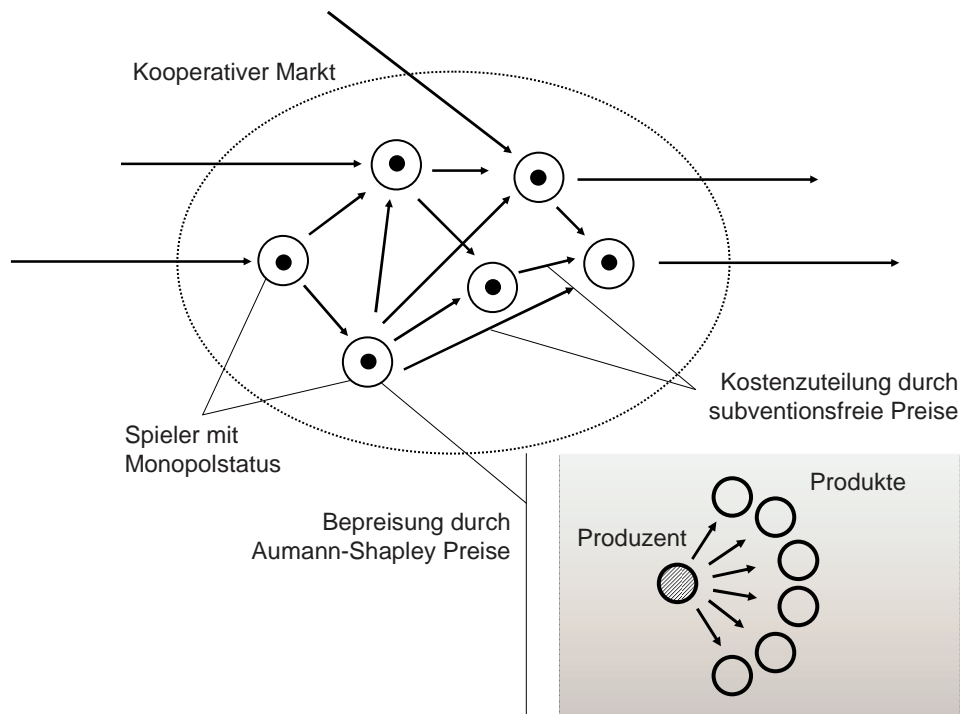 Kooperativer Markt
Kostenzuteilung durch
subventionsfreie Preise
Spieler mit
Monopolstatus
Bepreisung durch
Aumann-Shapley Preise
Produkte
Produzent